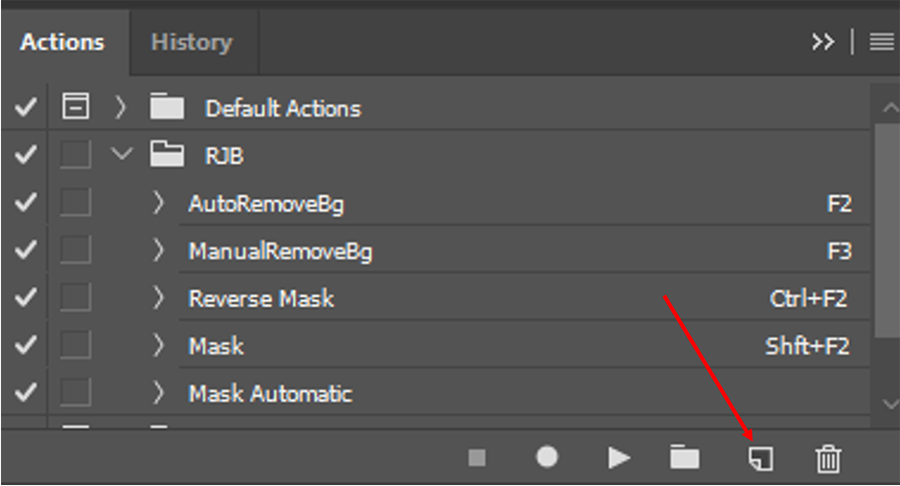 Actions History
Default Actions
RJB
AutoRemoveBg F2
ManualRemoveBg F3
Reverse Mask Ctrl+F2
Mask Shft+F2
Mask Automatic